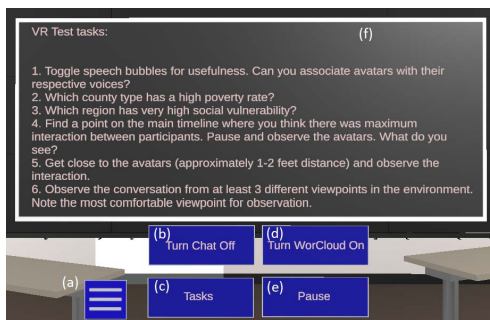 VR Test tasks:
(f)
1. Toggle speech bubbles for usefulness. Can you associate avatars with their
respective voices?
2. Which county type has a high poverty rate?
3. Which region has very high social vulnerability?
4. Find a point on the main timeline where you think there was maximum
interaction between participants. Pause and observe the avatars. What do you
see?
5. Get close to the avatars (approximately 1-2 feet distance) and observe the
interaction.
6. Observe the conversation from at least 3 different viewpoints in the environment.
Note the most comfortable viewpoint for observation.
(b)
Turn Chat Off
(d)
Turn WorCloud On
(a)
(c)
Tasks
(e)
Pause